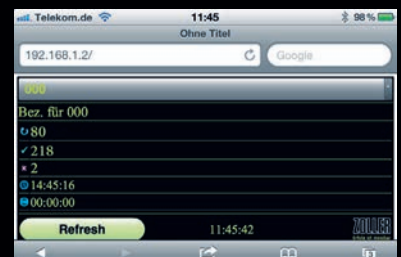 Telekom.de 11:45 98 %
Ohne Titel
192.168.1.2/ Google
000
Bez. für 000
80
218
2
14:45:16
00:00:00
Refresh 11:45:42 ZOLLER